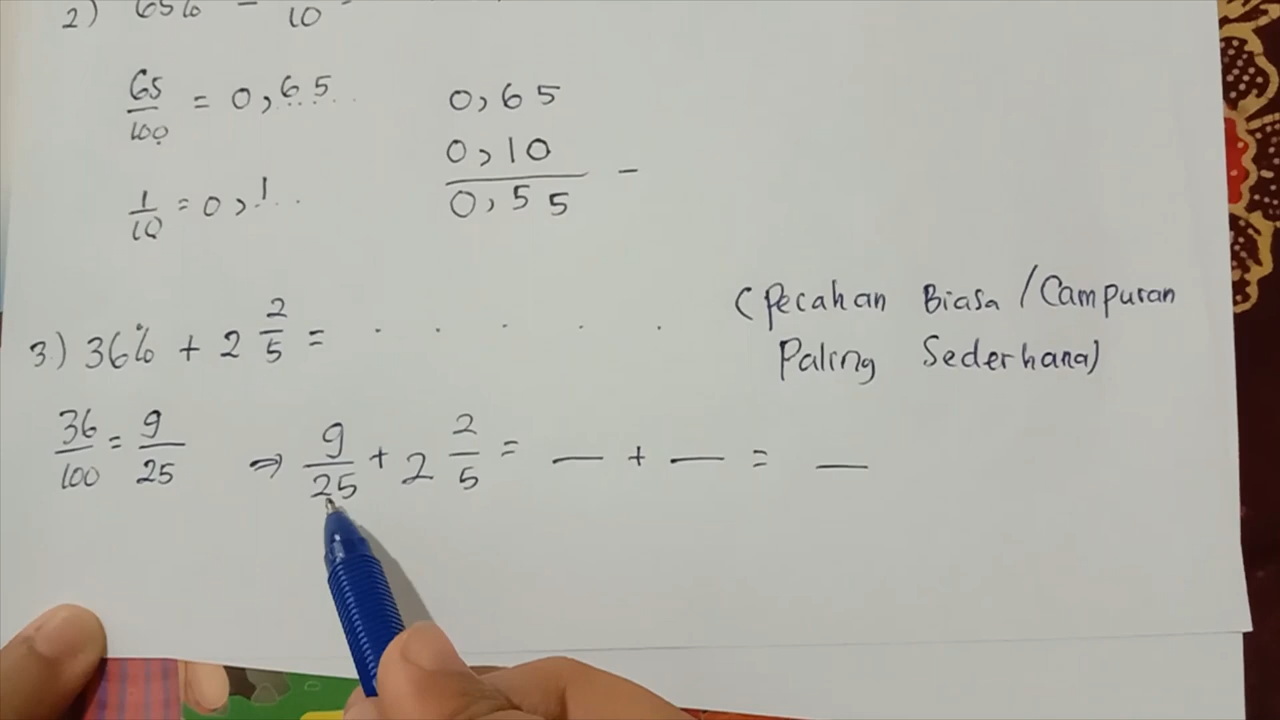 2) 65% - /10
65/100 = 0,65..
0,65
0,10
0,55 -
1/10 = 0,1..
3.) 36% + 2 2/5 = . . . . . .
(Pecahan Biasa / Campuran
Paling Sederhana)
36/100 = 9/25 ⇒ 9/25 + 2 2/5 = — + — = —